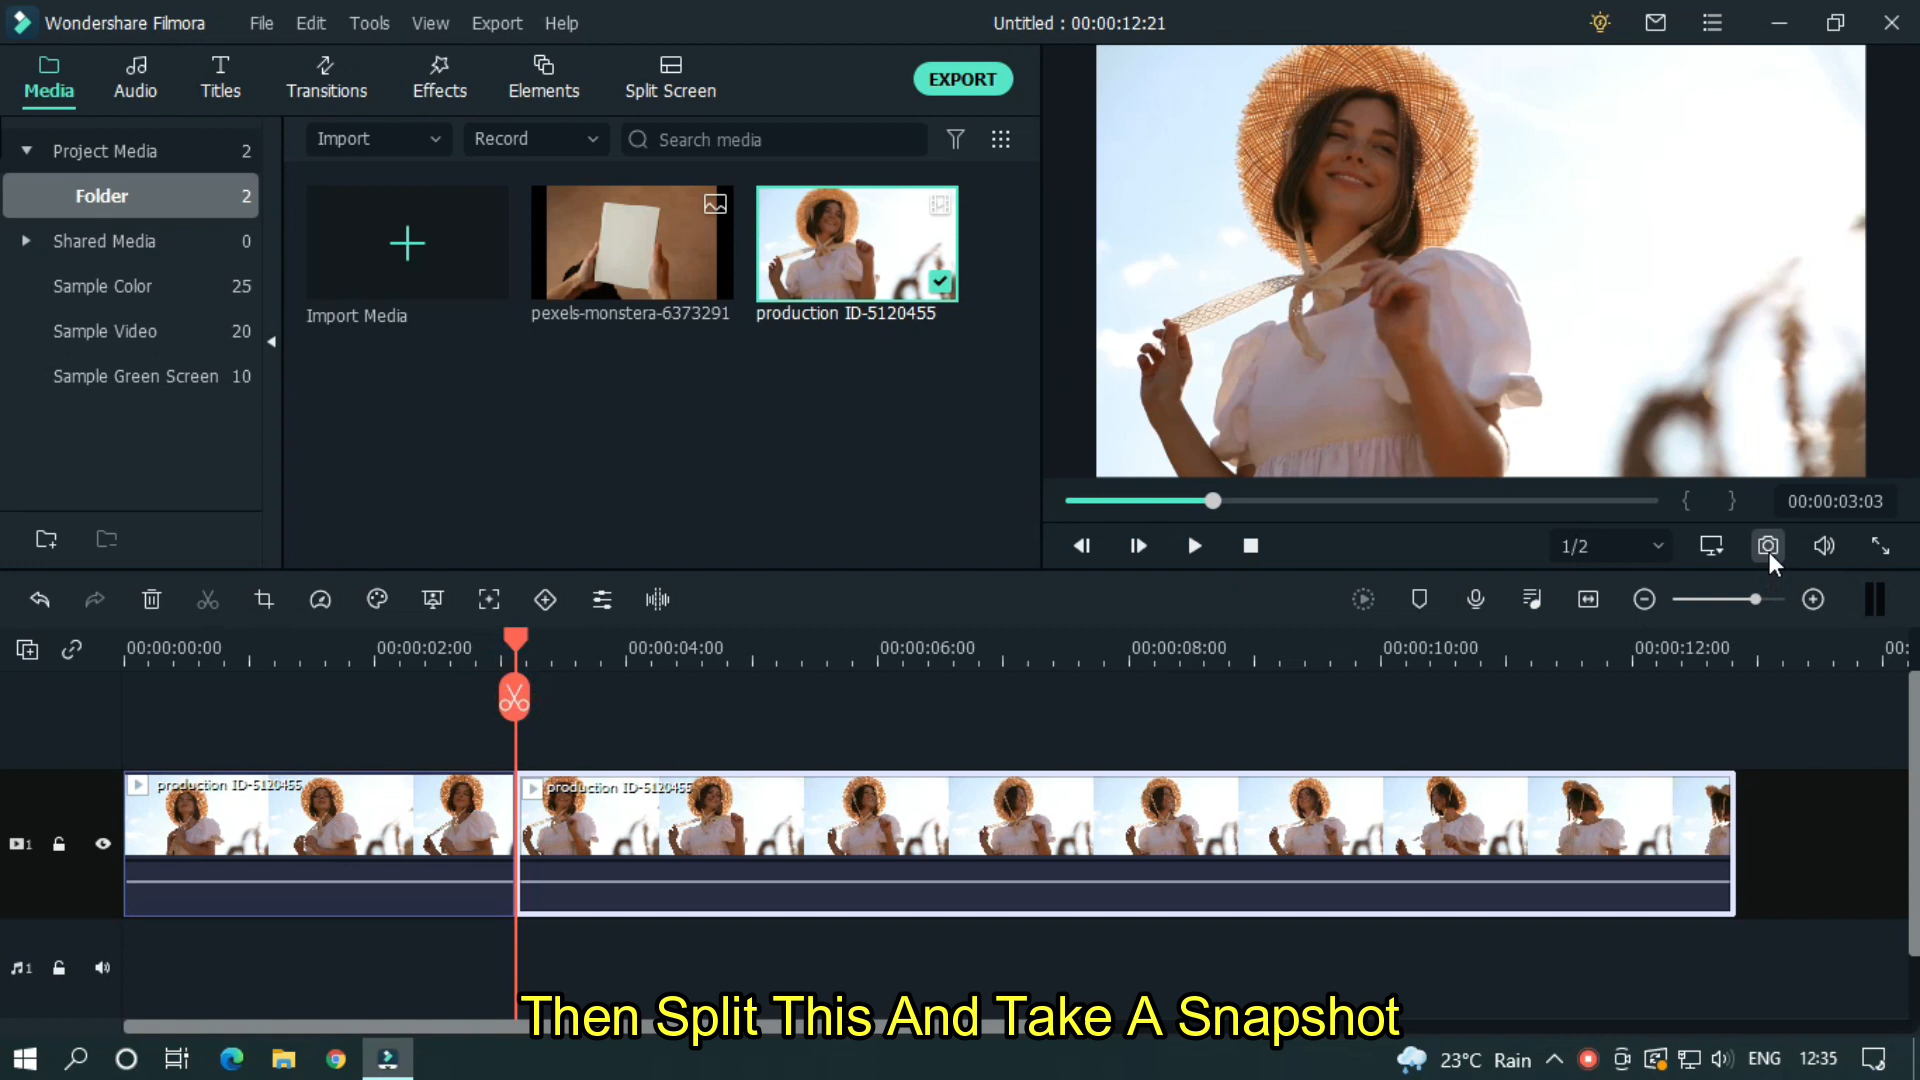 Wondershare Filmora File Edit Tools View Export Help Untitled : 00:00:12:21
Media Audio Titles Transitions Effects Elements Split Screen EXPORT
Project Media 2 Import Record Search media
Folder 2
Shared Media 0
Sample Color 25
Sample Video 20
Sample Green Screen 10
Import Media pexels-monstera-6373291 production ID-5120455
{ } 00:00:03:03
1/2
00:00:00:00 00:00:02:00 00:00:04:00 00:00:06:00 00:00:08:00 00:00:10:00 00:00:12:00 00:
production ID-5120455 production ID-5120455
1
1
Then Split This And Take A Snapshot
23°C Rain ENG 12:35